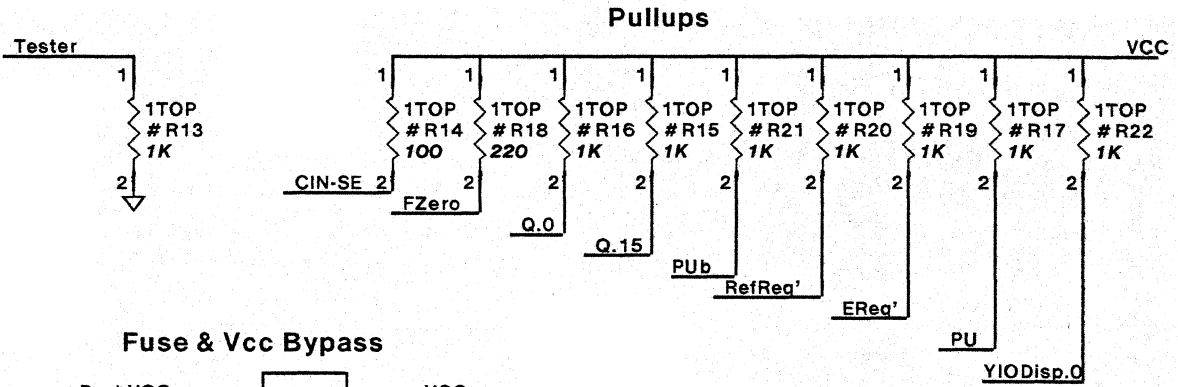 Pullups
Tester
VCC
1 1 1 1 1 1 1 1 1 1
1TOP 1TOP 1TOP 1TOP 1TOP 1TOP 1TOP 1TOP 1TOP 1TOP
#R13 #R14 #R18 #R16 #R15 #R21 #R20 #R19 #R17 #R22
1K 100 220 1K 1K 1K 1K 1K 1K 1K
2 CIN-SE 2 2 2 2 2 2 2 2 2
FZero
Q.0
Q.15
PUb
RefReq'
EReq'
PU
YIODisp.0
Fuse & Vcc Bypass
VCC